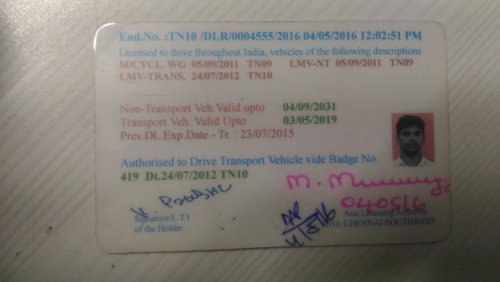 End.No. :TN10 /DLR/0004555/2016 04/05/2016 12:02:51 PM
Licensed to drive throughout India, vehicles of the following descriptions
M/CYCL. WG 05/09/2011 TN09 LMV-NT 05/09/2011 TN09
LMV-TRANS. 24/07/2012 TN10
Non-Transport Veh.Valid upto 04/09/2031
Transport Veh. Valid Upto 03/05/2019
Prev.DL.Exp.Date - Tr. : 23/07/2015
Authorised to Drive Transport Vehicle vide Badge No.
419 Dt.24/07/2012 TN10
040516
Signature/L.T.I
of the Holder
Licensing Authority
CHENNAI-SOUTHWEST